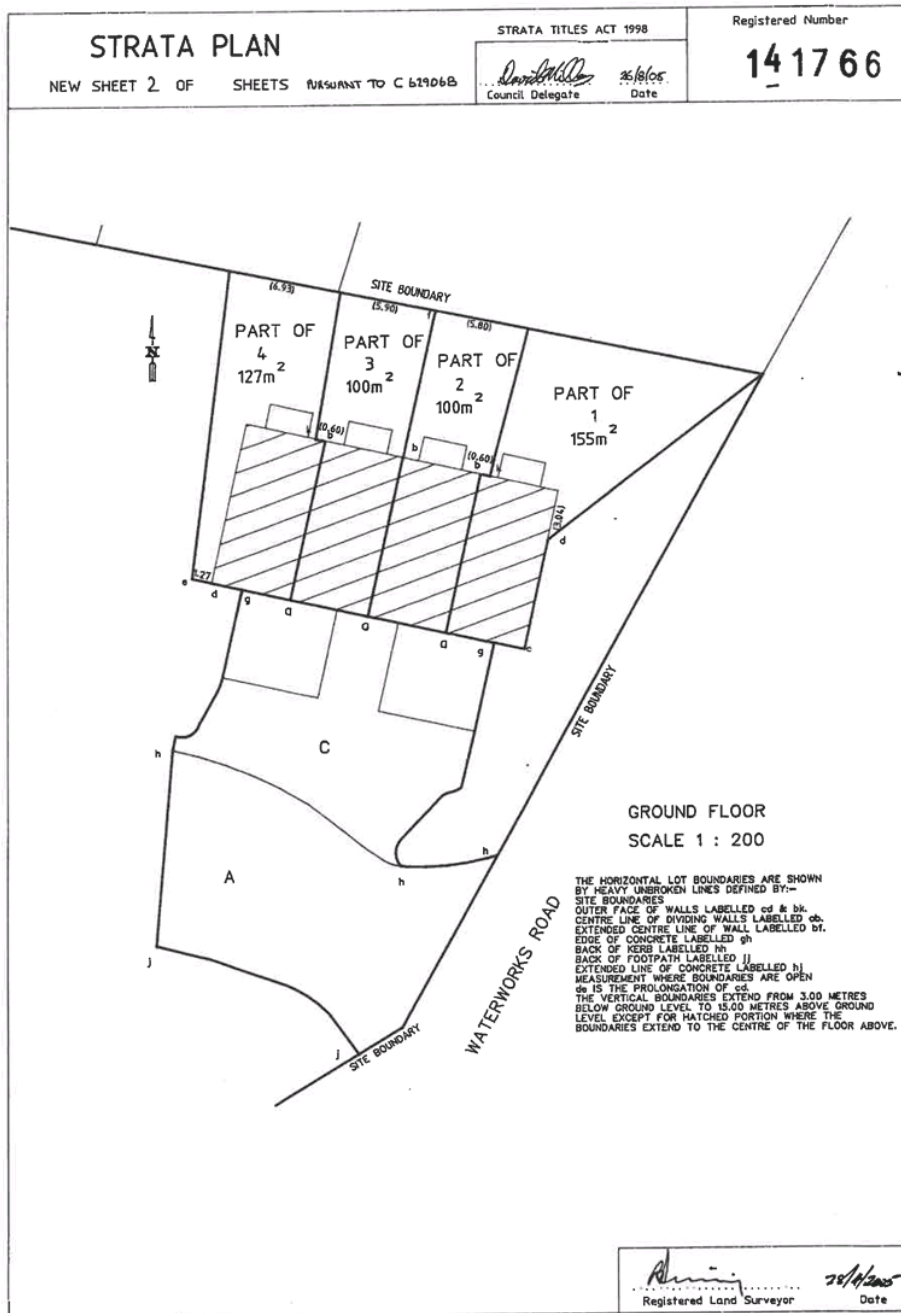 STRATA PLAN
NEW SHEET 2 OF SHEETS PURSUANT TO C 629068
STRATA TITLES ACT 1998
Council Delegate
26/8/05
Date
Registered Number
141766
SITE BOUNDARY
(6.93)
(5.90)
f
(5.80)
N
PART OF
4
127m²
PART OF
3
100m²
PART OF
2
100m²
PART OF
1
155m²
(0.60)
b
b
(0.60)
b
(3.04)
d
e
1.27
d
g
a
a
a
g
c
SITE BOUNDARY
h
C
A
h
h
j
j
SITE BOUNDARY
WATERWORKS ROAD
GROUND FLOOR
SCALE 1 : 200
THE HORIZONTAL LOT BOUNDARIES ARE SHOWN
BY HEAVY UNBROKEN LINES DEFINED BY:-
SITE BOUNDARIES
OUTER FACE OF WALLS LABELLED cd & bk.
CENTRE LINE OF DIVIDING WALLS LABELLED ab.
EXTENDED CENTRE LINE OF WALL LABELLED bf.
EDGE OF CONCRETE LABELLED gh
BACK OF KERB LABELLED hh
BACK OF FOOTPATH LABELLED jj
EXTENDED LINE OF CONCRETE LABELLED hj
MEASUREMENT WHERE BOUNDARIES ARE OPEN
de IS THE PROLONGATION OF cd.
THE VERTICAL BOUNDARIES EXTEND FROM 3.00 METRES
BELOW GROUND LEVEL TO 15.00 METRES ABOVE GROUND
LEVEL EXCEPT FOR HATCHED PORTION WHERE THE
BOUNDARIES EXTEND TO THE CENTRE OF THE FLOOR ABOVE.
Registered Land Surveyor
Date